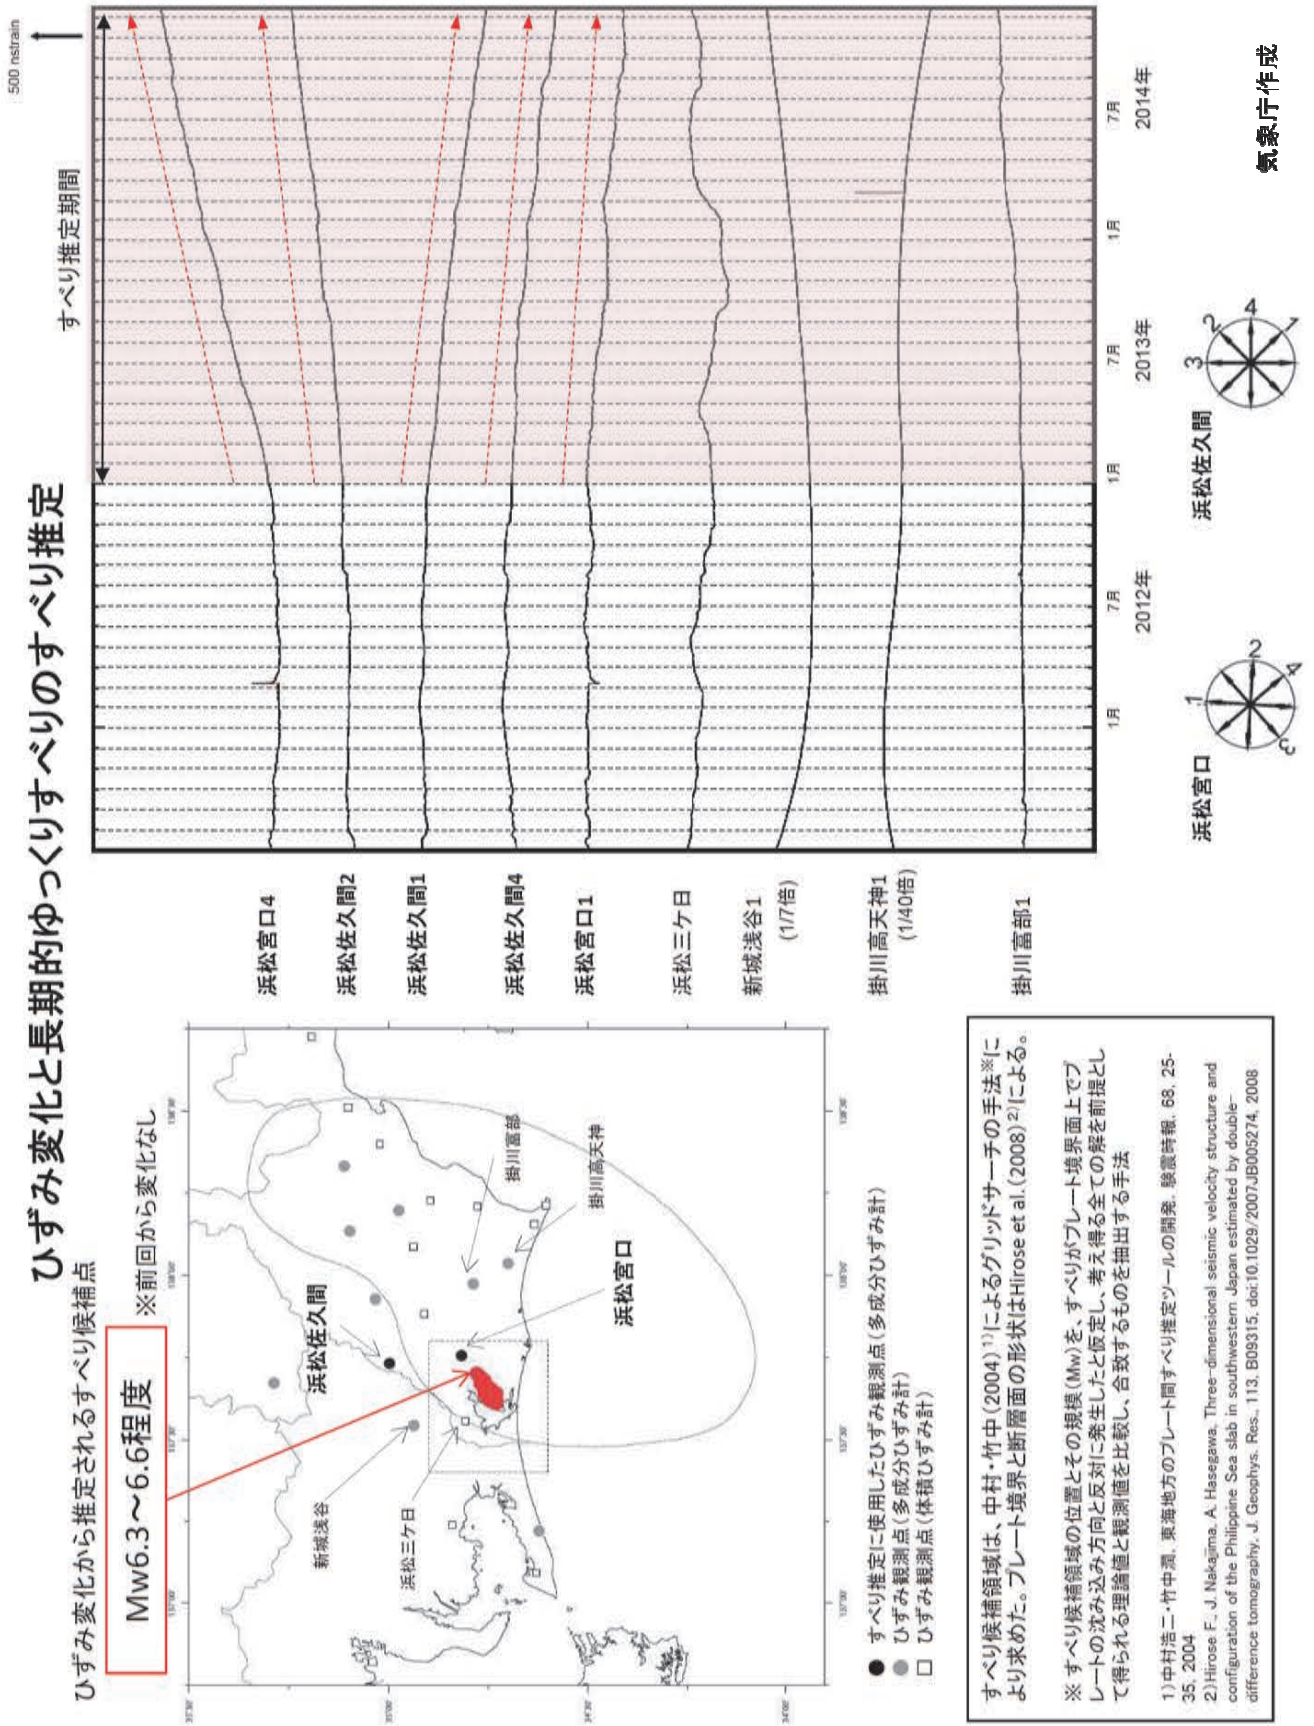 ひずみ変化と長期的ゆっくりすべりのすべり推定
ひずみ変化から推定されるすべり候補点
Mw6.3～6.6程度
※前回から変化なし
浜松佐久間
新城浅谷
浜松三ケ日
掛川富部
掛川高天神
浜松宮口
35°00'
34°30'
34°00'
137°00'
137°30'
138°00'
138°30'
すべり推定に使用したひずみ観測点(多成分ひずみ計)
ひずみ観測点(多成分ひずみ計)
ひずみ観測点(体積ひずみ計)
すべり推定期間
500 nstrain
浜松宮口4
浜松佐久間2
浜松佐久間1
浜松佐久間4
浜松宮口1
浜松三ケ日
新城浅谷1
(1/7倍)
掛川高天神1
(1/40倍)
掛川富部1
1月
7月
1月
7月
1月
7月
2012年
2013年
2014年
浜松宮口
1
2
3
4
浜松佐久間
3
2
4
1
気象庁作成
すべり候補領域は、中村・竹中(2004)1)によるグリッドサーチの手法※に
より求めた。プレート境界と断層面の形状はHirose et al.(2008)2)による。
※ すべり候補領域の位置とその規模(Mw)を、すべりがプレート境界面上でプ
レートの沈み込み方向と反対に発生したと仮定し、考え得る全ての解を前提とし
て得られる理論値と観測値を比較し、合致するものを抽出する手法
1)中村浩二・竹中潤, 東海地方のプレート間すべり推定ツールの開発, 験震時報, 68, 25-
35, 2004
2)Hirose F., J. Nakajima, A. Hasegawa, Three-dimensional seismic velocity structure and
configuration of the Philippine Sea slab in southwestern Japan estimated by double-
difference tomography, J. Geophys. Res., 113, B09315, doi:10.1029/2007JB005274, 2008